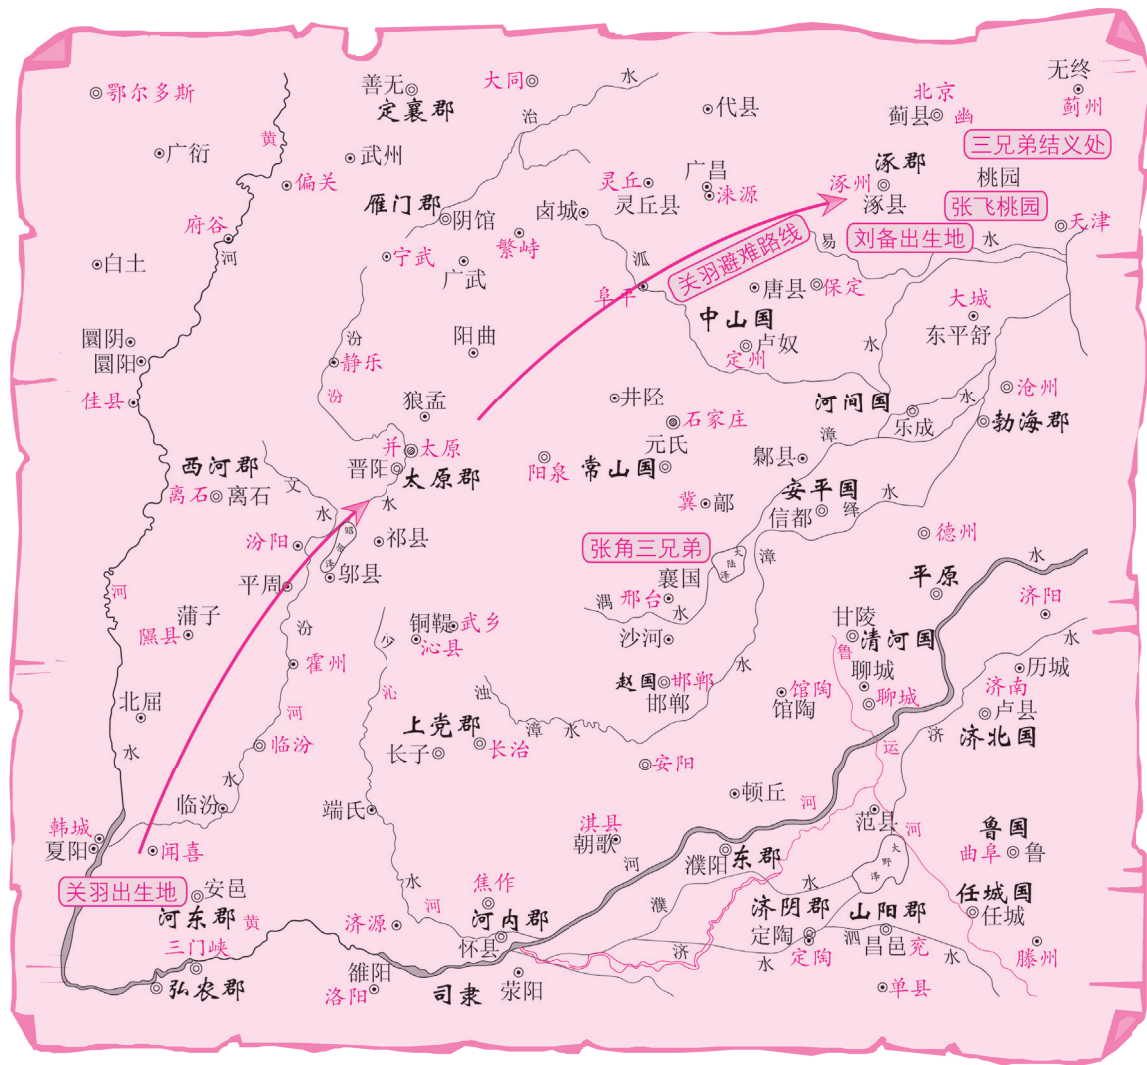 无终
大同
水
善无
北京
鄂尔多斯
蓟州
代县
定襄郡
蓟县
幽
治
黄
三兄弟结义处
广衍
武州
广昌
涿郡
桃园
偏关
灵丘
涿州
涞源
雁门郡
灵丘县
涿县
张飞桃园
卤城
阴馆
天津
府谷
刘备出生地
易
水
繁峙
宁武
关羽避难路线
河
泒
白土
广武
唐县
保定
阜平
大城
中山国
东平舒
圜阴
阳曲
汾
卢奴
水
圜阳
静乐
定州
沧州
佳县
汾
井陉
水
狼孟
河间国
石家庄
乐成
勃海郡
漳
元氏
并
太原
鄡县
西河郡
晋阳
阳泉
常山国
太原郡
文
安平国
水
离石
离石
水
冀
鄗
信都
绎
水
昭
馀
祁
汾阳
祁县
张角三兄弟
漳
德州
大陆泽
水
平周
邬县
襄国
平原
河
湡
邢台
水
济阳
蒲子
铜鞮
武乡
甘陵
汾
隰县
沁县
沙河
清河国
水
少
鲁
霍州
水
聊城
历城
赵国
邯郸
馆陶
济南
沁
浊
北屈
邯郸
馆陶
聊城
卢县
河
上党郡
漳
水
济
济北国
临汾
长子
长治
运
水
安阳
水
顿丘
临汾
端氏
河
范县
韩城
淇县
河
鲁国
夏阳
闻喜
朝歌
濮阳
东郡
大野泽
曲阜
鲁
河
关羽出生地
安邑
水
焦作
水
任城国
河东郡
黄
济源
河
河内郡
濮
济阴郡
山阳郡
任城
三门峡
怀县
定陶
泗
昌邑
兖
济
定陶
水
水
滕州
雒阳
弘农郡
洛阳
司隶
荥阳
单县